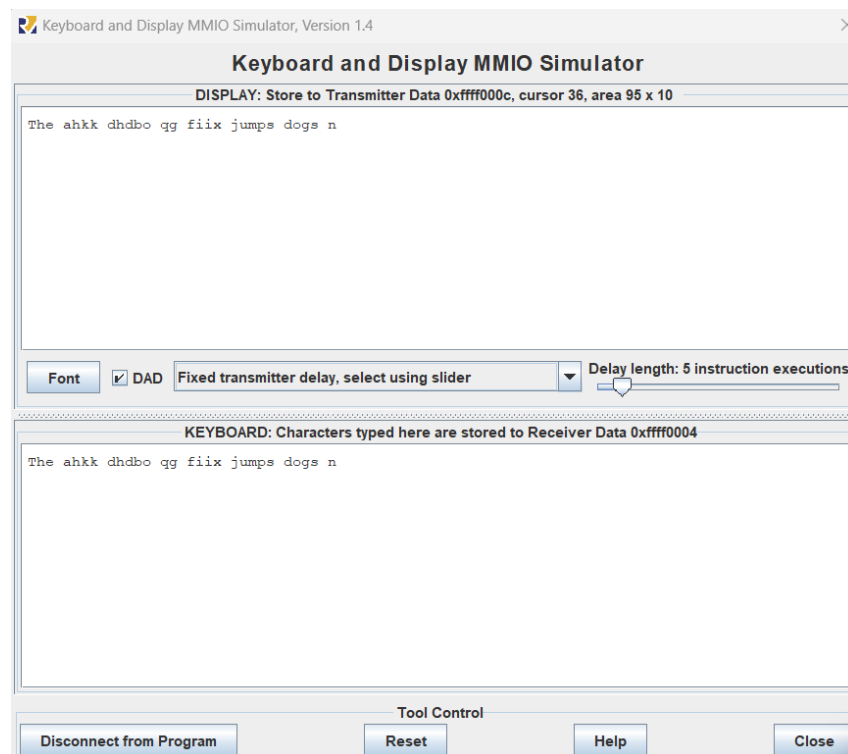 Keyboard and Display MMIO Simulator, Version 1.4
Keyboard and Display MMIO Simulator
DISPLAY: Store to Transmitter Data 0xffff000c, cursor 36, area 95 x 10
The ahkk dhdbo qg fiix jumps dogs n
Font
DAD
Fixed transmitter delay, select using slider
Delay length: 5 instruction executions
KEYBOARD: Characters typed here are stored to Receiver Data 0xffff0004
The ahkk dhdbo qg fiix jumps dogs n
Tool Control
Disconnect from Program
Reset
Help
Close